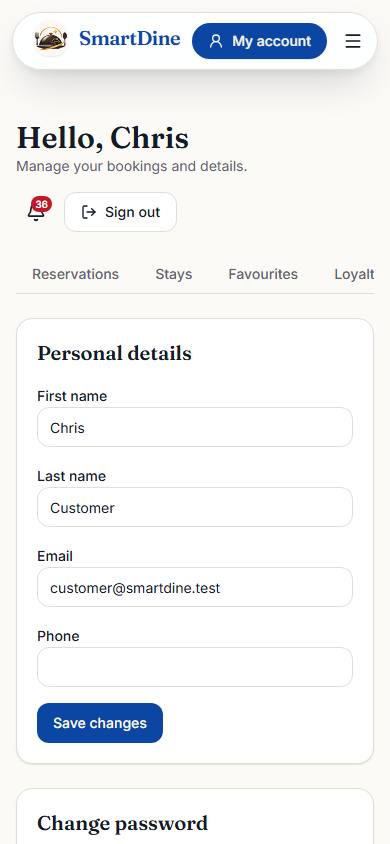 SmartDine
My account
Hello, Chris
Manage your bookings and details.
36
Sign out
Reservations Stays Favourites Loyalt
Personal details
First name
Chris
Last name
Customer
Email
customer@smartdine.test
Phone
Save changes
Change password